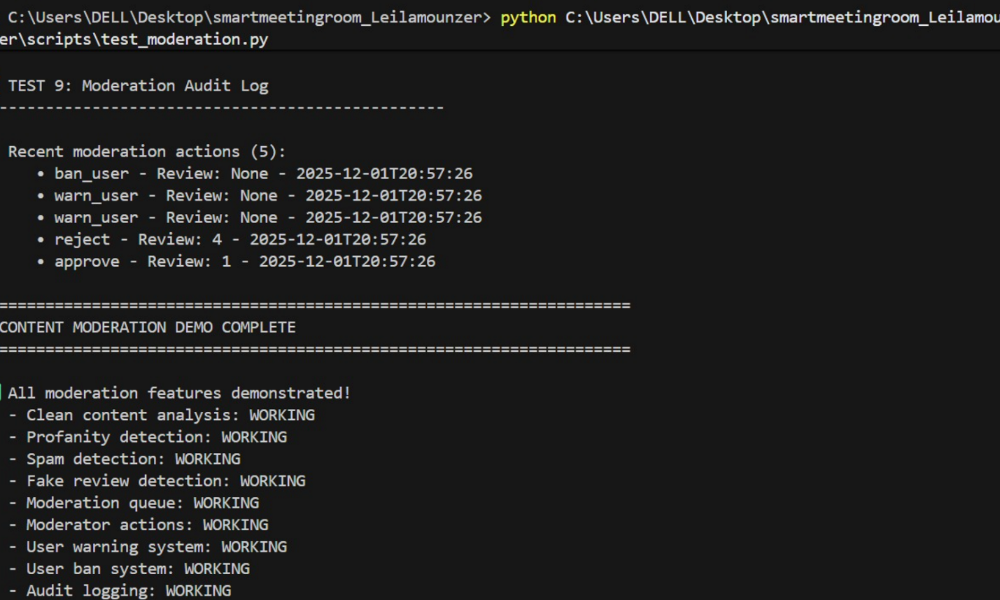 C:\Users\DELL\Desktop\smartmeetingroom_Leilamounzer> python C:\Users\DELL\Desktop\smartmeetingroom_Leilamou
er\scripts\test_moderation.py
TEST 9: Moderation Audit Log
------------------------------------------------
Recent moderation actions (5):
• ban_user - Review: None - 2025-12-01T20:57:26
• warn_user - Review: None - 2025-12-01T20:57:26
• warn_user - Review: None - 2025-12-01T20:57:26
• reject - Review: 4 - 2025-12-01T20:57:26
• approve - Review: 1 - 2025-12-01T20:57:26
====================================================================
CONTENT MODERATION DEMO COMPLETE
====================================================================
All moderation features demonstrated!
- Clean content analysis: WORKING
- Profanity detection: WORKING
- Spam detection: WORKING
- Fake review detection: WORKING
- Moderation queue: WORKING
- Moderator actions: WORKING
- User warning system: WORKING
- User ban system: WORKING
- Audit logging: WORKING